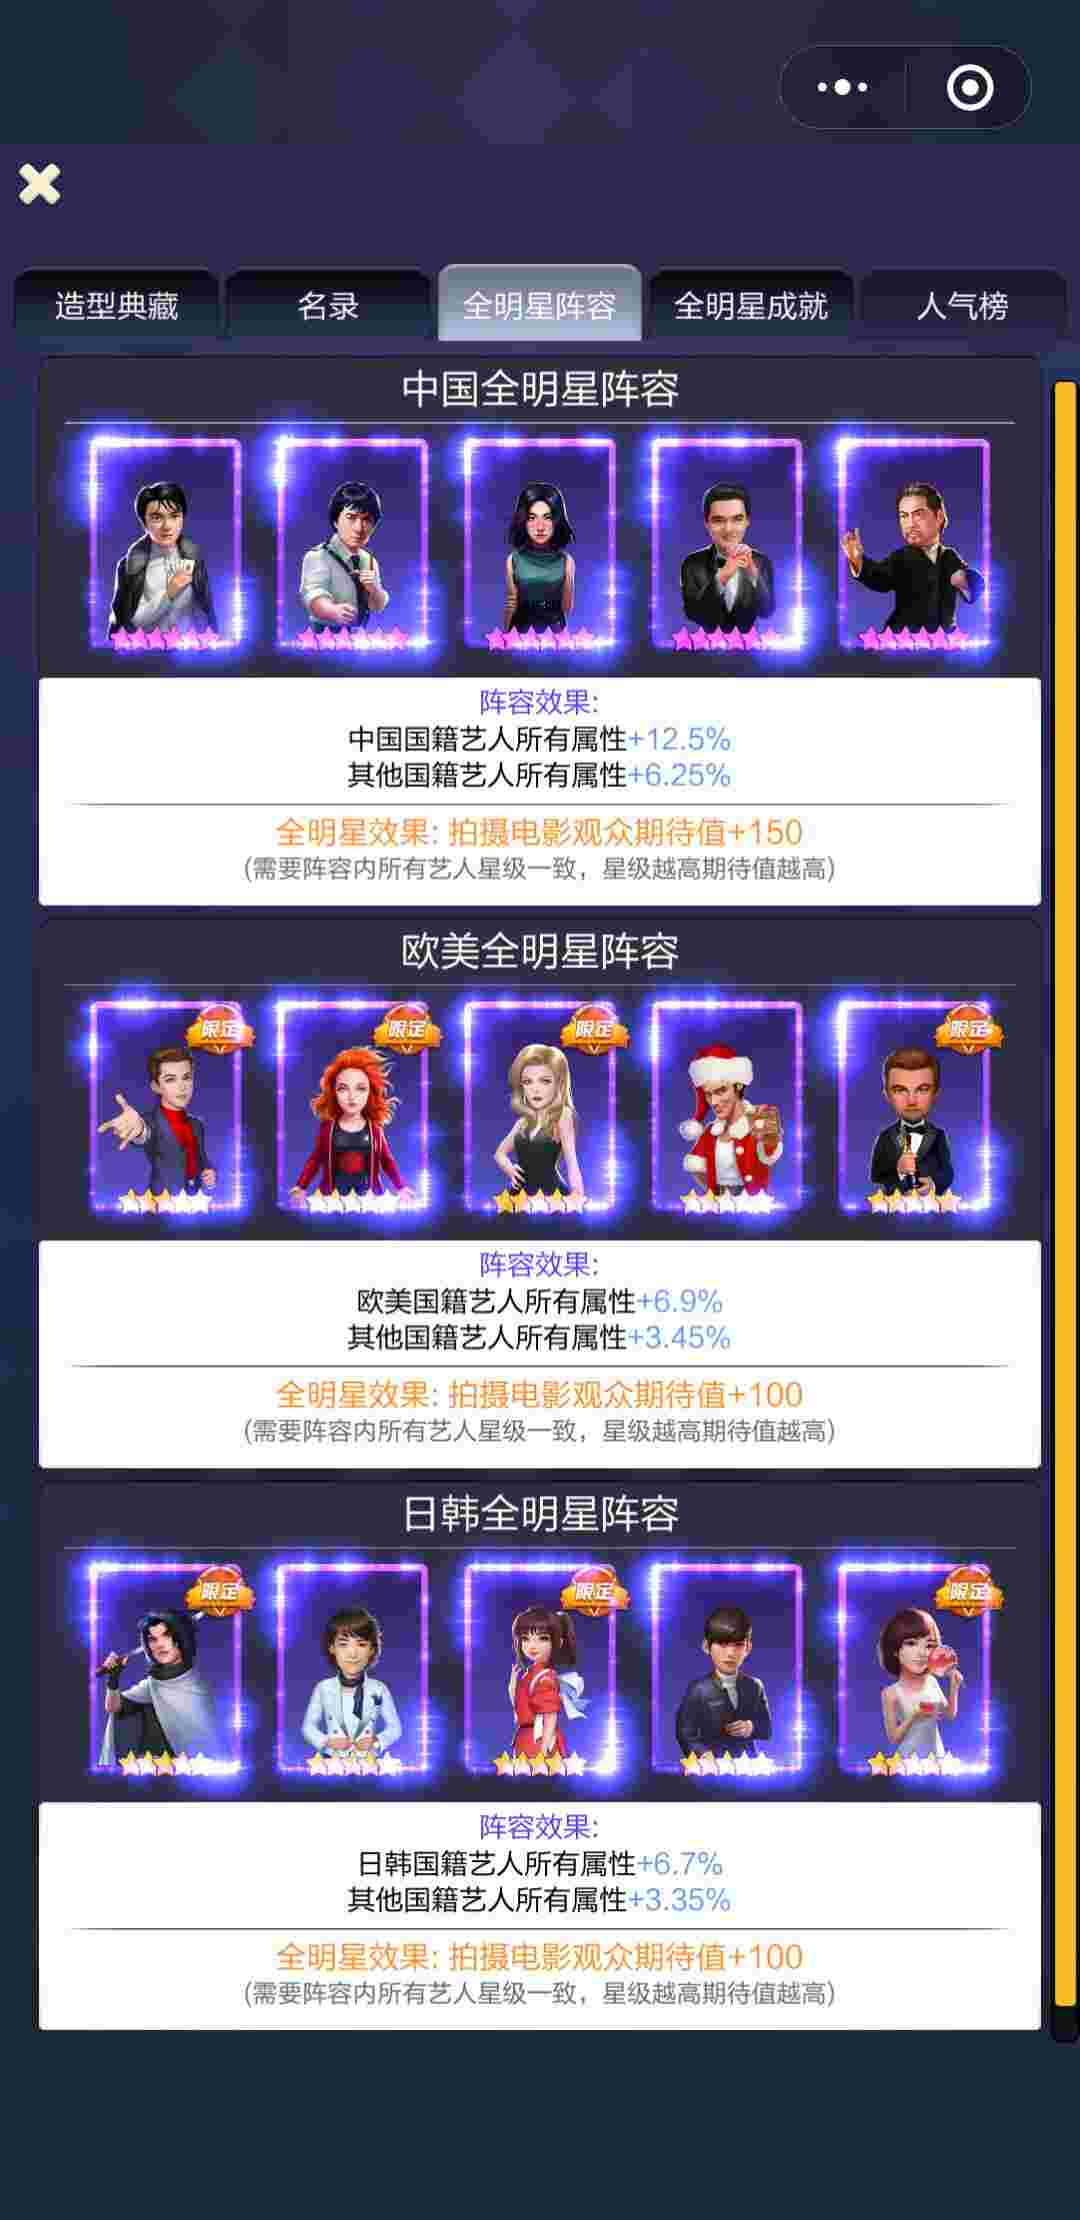 造型典藏 名录 全明星阵容 全明星成就 人气榜
中国全明星阵容
阵容效果:
中国国籍艺人所有属性+12.5%
其他国籍艺人所有属性+6.25%
全明星效果: 拍摄电影观众期待值+150
(需要阵容内所有艺人星级一致，星级越高期待值越高)
欧美全明星阵容
限定 限定 限定 限定
阵容效果:
欧美国籍艺人所有属性+6.9%
其他国籍艺人所有属性+3.45%
全明星效果: 拍摄电影观众期待值+100
(需要阵容内所有艺人星级一致，星级越高期待值越高)
日韩全明星阵容
限定 限定 限定
阵容效果:
日韩国籍艺人所有属性+6.7%
其他国籍艺人所有属性+3.35%
全明星效果: 拍摄电影观众期待值+100
(需要阵容内所有艺人星级一致，星级越高期待值越高)